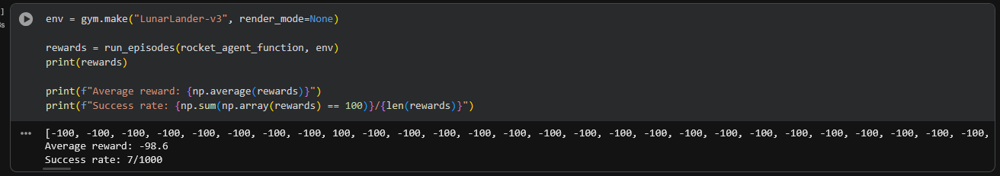 ]
s
env = gym.make("LunarLander-v3", render_mode=None)
rewards = run_episodes(rocket_agent_function, env)
print(rewards)
print(f"Average reward: {np.average(rewards)}")
print(f"Success rate: {np.sum(np.array(rewards) == 100)}/{len(rewards)}")
[-100, -100, -100, -100, -100, -100, -100, -100, 100, -100, -100, -100, -100, -100, -100, -100, -100, -100, -100, -100, -100, -100, -100, -100, -100, -100, -100,
Average reward: -98.6
Success rate: 7/1000